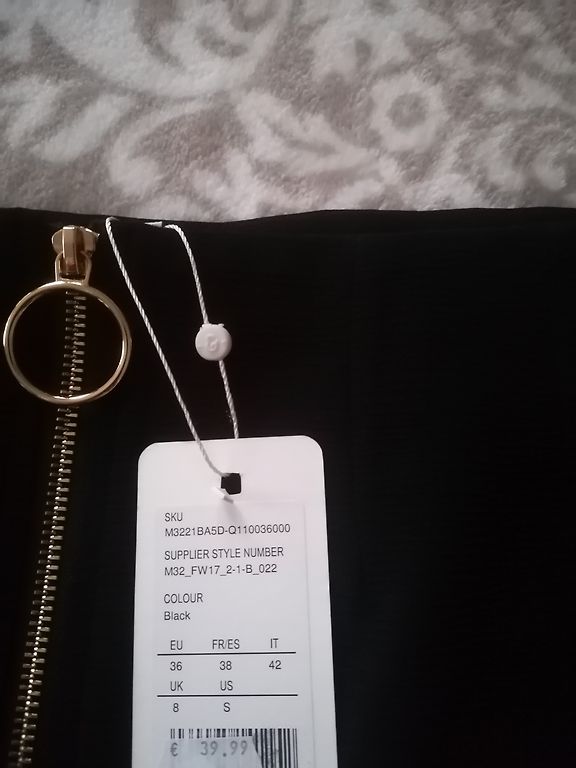 SKU
M3221BA5D-Q110036000
SUPPLIER STYLE NUMBER
M32_FW17_2-1-B_022
COLOUR
Black
EU FR/ES IT
36 38 42
UK US
8 S
€ 39.99